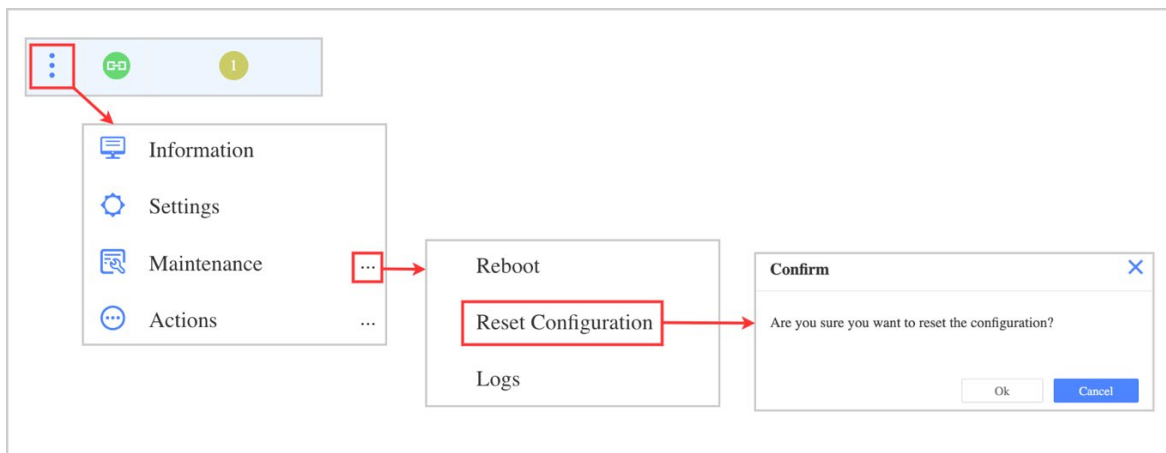 1
Information
Settings
Maintenance ...
Actions ...
Reboot
Reset Configuration
Logs
Confirm
Are you sure you want to reset the configuration?
Ok Cancel